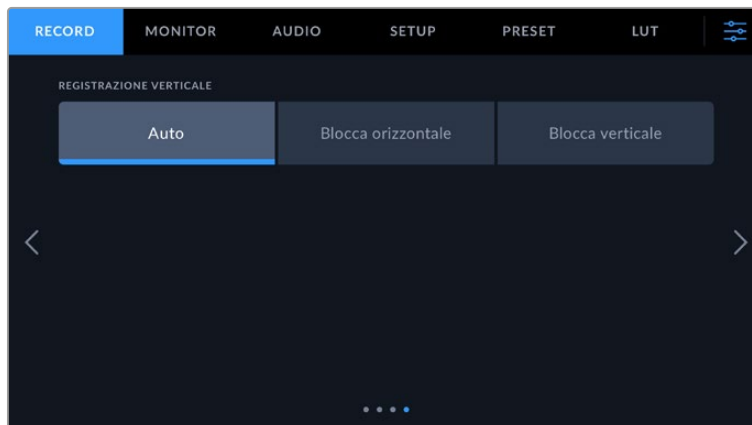 RECORD MONITOR AUDIO SETUP PRESET LUT
REGISTRAZIONE VERTICALE
Auto Blocca orizzontale Blocca verticale